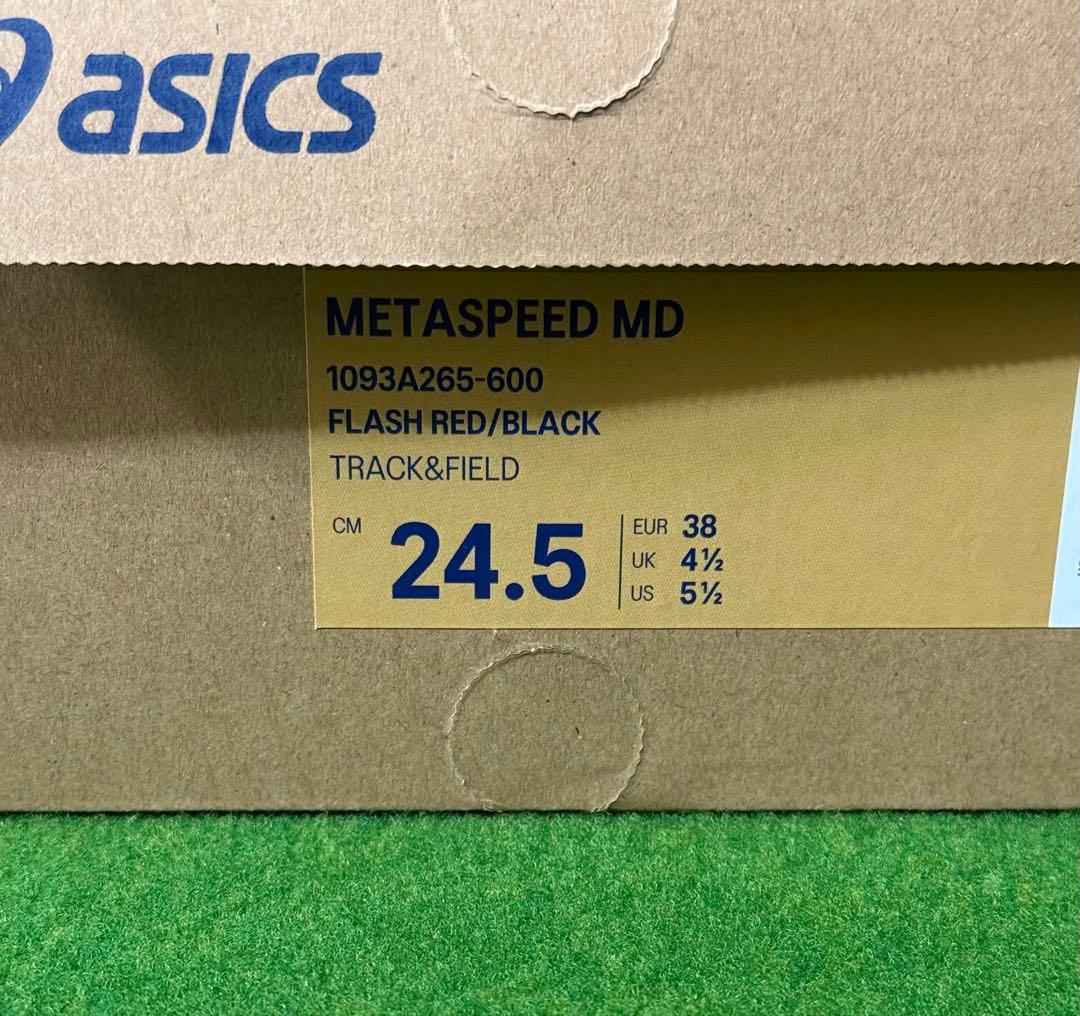 asics
METASPEED MD
1093A265-600
FLASH RED/BLACK
TRACK&FIELD
CM 24.5
EUR 38
UK 4½
US 5½